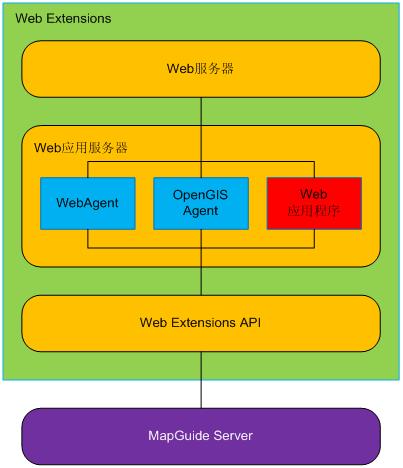 Web Extensions
Web服务器
Web应用服务器
WebAgent
OpenGIS
Agent
Web
应用程序
Web Extensions API
MapGuide Server